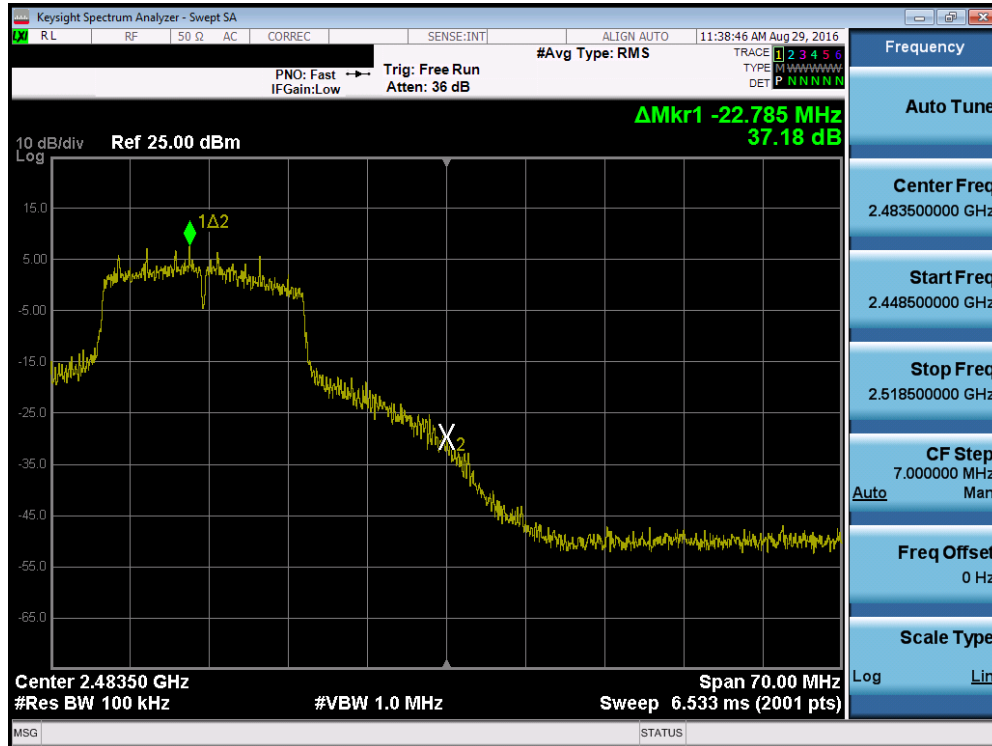 Keysight Spectrum Analyzer - Swept SA
LXI RL RF 50 Ω AC CORREC SENSE:INT ALIGN AUTO 11:38:46 AM Aug 29, 2016
#Avg Type: RMS
TRACE 1 2 3 4 5 6
TYPE M WWWWW
DET P N N N N N
PNO: Fast Trig: Free Run
IFGain:Low Atten: 36 dB
ΔMkr1 -22.785 MHz
37.18 dB
10 dB/div Ref 25.00 dBm
Log
15.0
1Δ2
5.00
-5.00
-15.0
-25.0
2
-35.0
-45.0
-55.0
-65.0
Center 2.48350 GHz Span 70.00 MHz
#Res BW 100 kHz #VBW 1.0 MHz Sweep 6.533 ms (2001 pts)
MSG STATUS
Frequency
Auto Tune
Center Freq
2.483500000 GHz
Start Freq
2.448500000 GHz
Stop Freq
2.518500000 GHz
CF Step
7.000000 MHz
Auto Man
Freq Offset
0 Hz
Scale Type
Log Lin